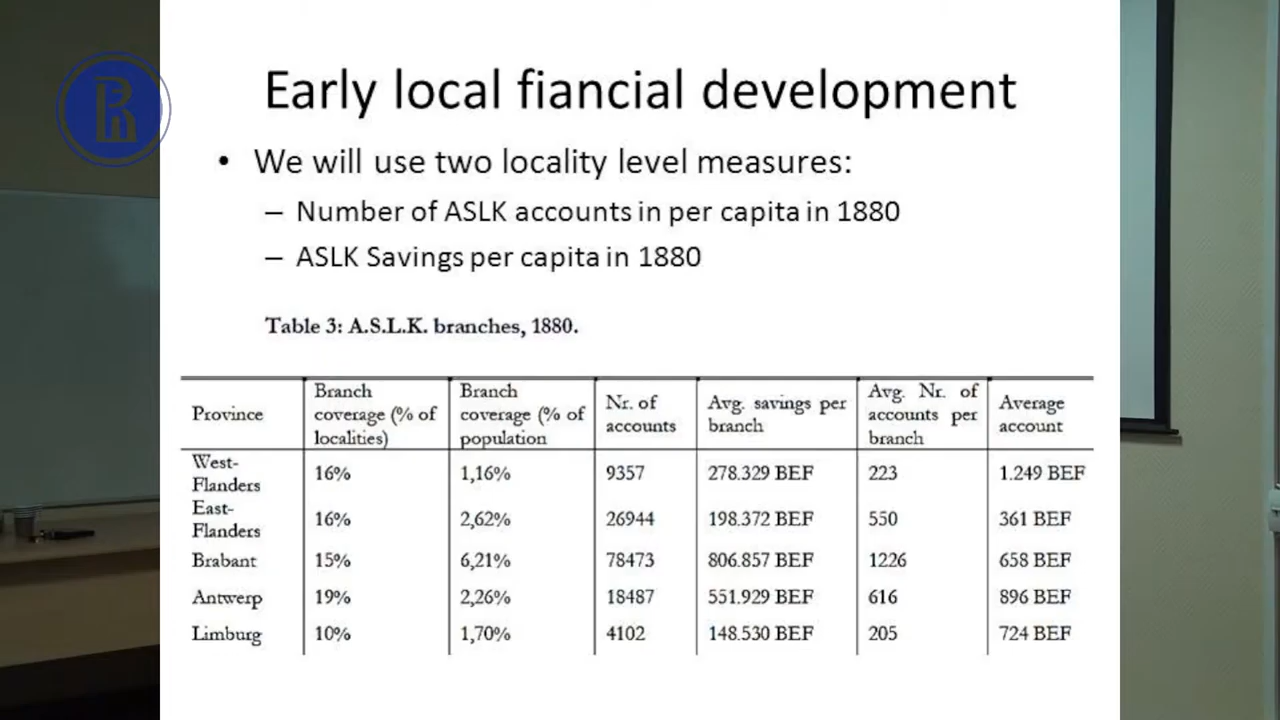 Early local fiancial development
• We will use two locality level measures:
– Number of ASLK accounts in per capita in 1880
– ASLK Savings per capita in 1880
Table 3: A.S.L.K. branches, 1880.
Province | Branch coverage (% of localities) | Branch coverage (% of population | Nr. of accounts | Avg. savings per branch | Avg. Nr. of accounts per branch | Average account
West-Flanders | 16% | 1,16% | 9357 | 278.329 BEF | 223 | 1.249 BEF
East-Flanders | 16% | 2,62% | 26944 | 198.372 BEF | 550 | 361 BEF
Brabant | 15% | 6,21% | 78473 | 806.857 BEF | 1226 | 658 BEF
Antwerp | 19% | 2,26% | 18487 | 551.929 BEF | 616 | 896 BEF
Limburg | 10% | 1,70% | 4102 | 148.530 BEF | 205 | 724 BEF